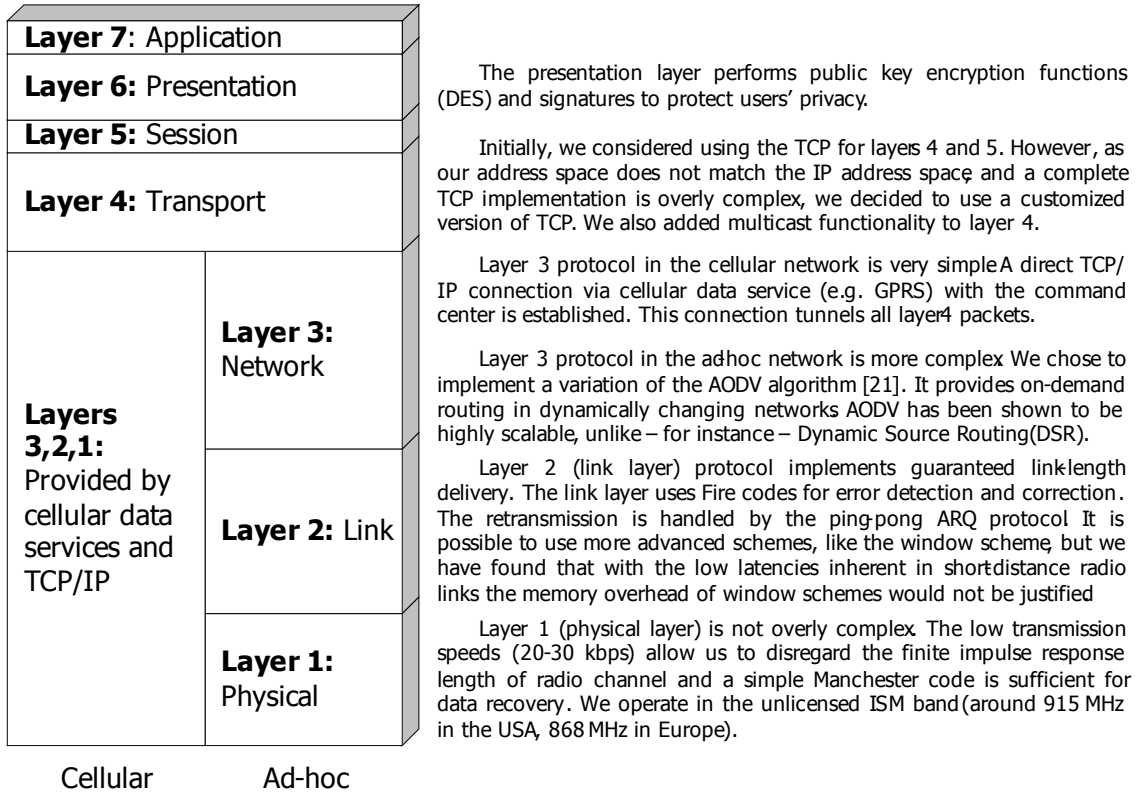 Layer 7: Application
Layer 6: Presentation
Layer 5: Session
Layer 4: Transport
Layers
3,2,1:
Provided by
cellular data
services and
TCP/IP
Layer 3:
Network
Layer 2: Link
Layer 1:
Physical
Cellular
Ad-hoc
The presentation layer performs public key encryption functions
(DES) and signatures to protect users’ privacy.
Initially, we considered using the TCP for layers 4 and 5. However, as
our address space does not match the IP address space, and a complete
TCP implementation is overly complex, we decided to use a customized
version of TCP. We also added multicast functionality to layer 4.
Layer 3 protocol in the cellular network is very simple. A direct TCP/
IP connection via cellular data service (e.g. GPRS) with the command
center is established. This connection tunnels all layer4 packets.
Layer 3 protocol in the ad-hoc network is more complex. We chose to
implement a variation of the AODV algorithm [21]. It provides on-demand
routing in dynamically changing networks. AODV has been shown to be
highly scalable, unlike – for instance – Dynamic Source Routing(DSR).
Layer 2 (link layer) protocol implements guaranteed link-length
delivery. The link layer uses Fire codes for error detection and correction.
The retransmission is handled by the ping-pong ARQ protocol. It is
possible to use more advanced schemes, like the window scheme, but we
have found that with the low latencies inherent in short-distance radio
links the memory overhead of window schemes would not be justified.
Layer 1 (physical layer) is not overly complex. The low transmission
speeds (20-30 kbps) allow us to disregard the finite impulse response
length of radio channel and a simple Manchester code is sufficient for
data recovery. We operate in the unlicensed ISM band(around 915 MHz
in the USA, 868 MHz in Europe).